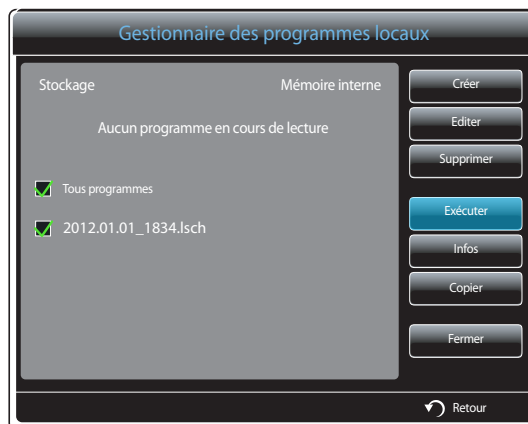 Gestionnaire des programmes locaux
Stockage Mémoire interne
Aucun programme en cours de lecture
Tous programmes
2012.01.01_1834.lsch
Créer
Editer
Supprimer
Exécuter
Infos
Copier
Fermer
Retour